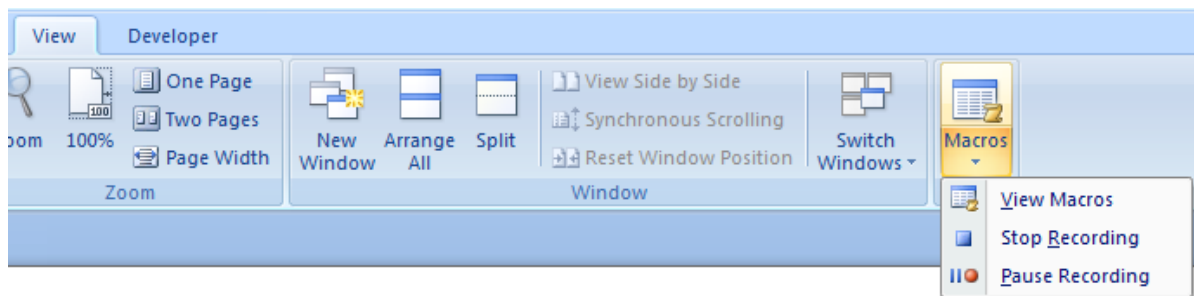 View Developer
One Page
Two Pages
Page Width
oom 100%
100
Zoom
New Window
Arrange All
Split
View Side by Side
Synchronous Scrolling
Reset Window Position
Switch Windows
Window
Macros
View Macros
Stop Recording
Pause Recording